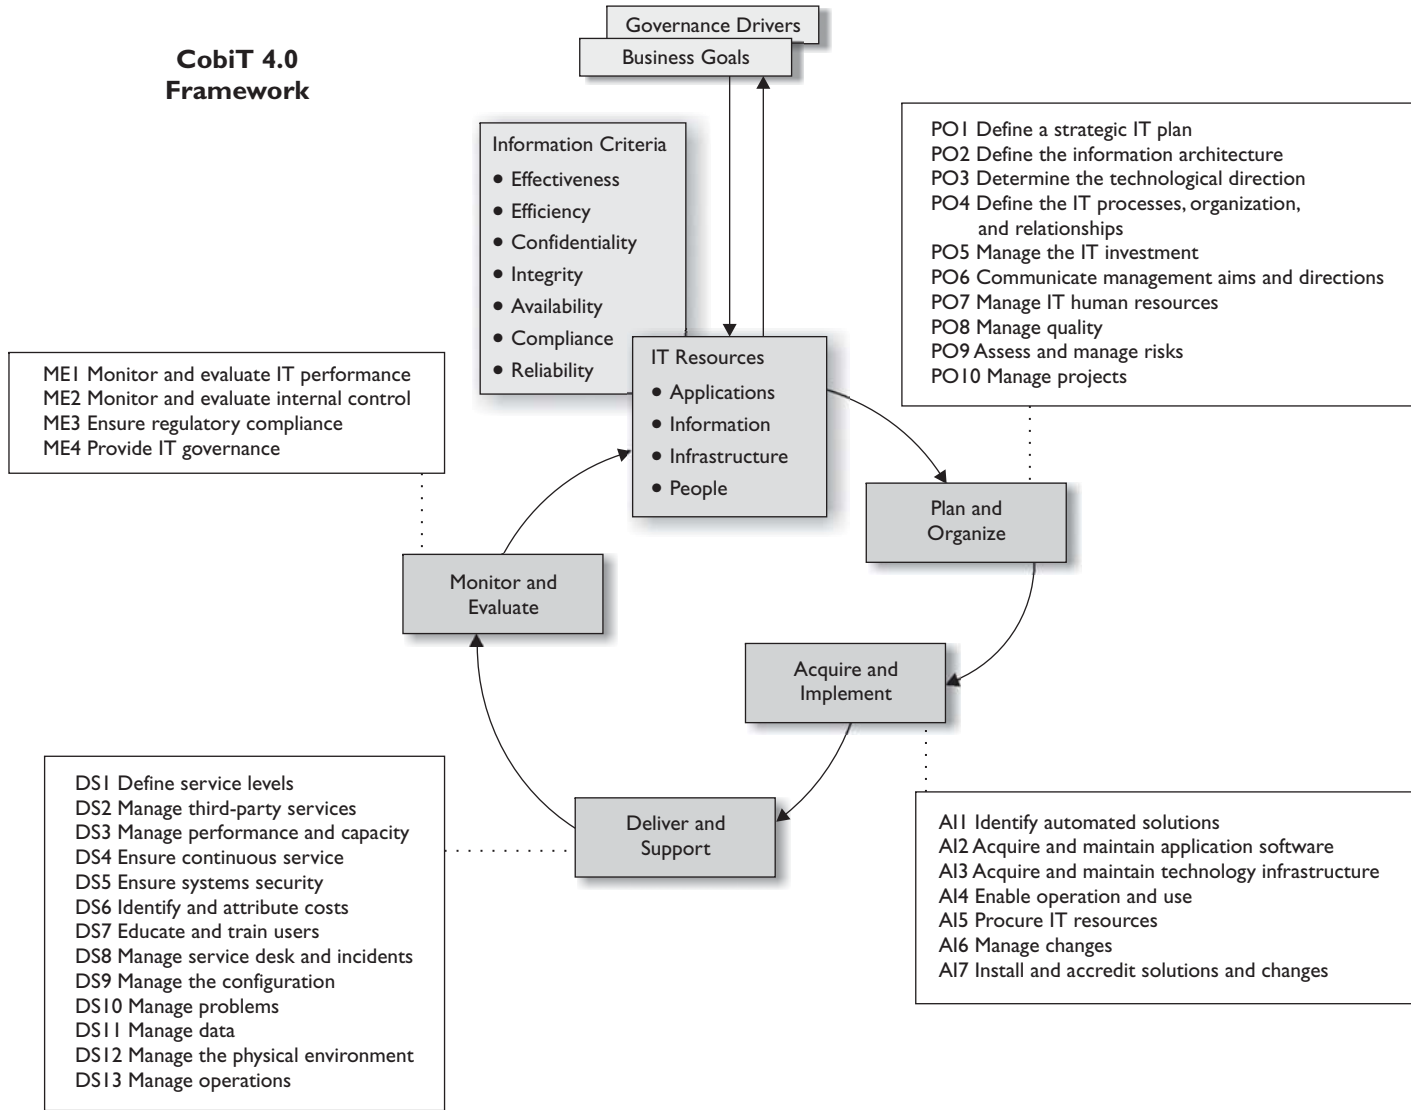 CobiT 4.0
Framework
Governance Drivers
Business Goals
Information Criteria
• Effectiveness
• Efficiency
• Confidentiality
• Integrity
• Availability
• Compliance
• Reliability
IT Resources
• Applications
• Information
• Infrastructure
• People
PO1 Define a strategic IT plan
PO2 Define the information architecture
PO3 Determine the technological direction
PO4 Define the IT processes, organization,
and relationships
PO5 Manage the IT investment
PO6 Communicate management aims and directions
PO7 Manage IT human resources
PO8 Manage quality
PO9 Assess and manage risks
PO10 Manage projects
ME1 Monitor and evaluate IT performance
ME2 Monitor and evaluate internal control
ME3 Ensure regulatory compliance
ME4 Provide IT governance
Plan and
Organize
Monitor and
Evaluate
Acquire and
Implement
Deliver and
Support
DS1 Define service levels
DS2 Manage third-party services
DS3 Manage performance and capacity
DS4 Ensure continuous service
DS5 Ensure systems security
DS6 Identify and attribute costs
DS7 Educate and train users
DS8 Manage service desk and incidents
DS9 Manage the configuration
DS10 Manage problems
DS11 Manage data
DS12 Manage the physical environment
DS13 Manage operations
AI1 Identify automated solutions
AI2 Acquire and maintain application software
AI3 Acquire and maintain technology infrastructure
AI4 Enable operation and use
AI5 Procure IT resources
AI6 Manage changes
AI7 Install and accredit solutions and changes